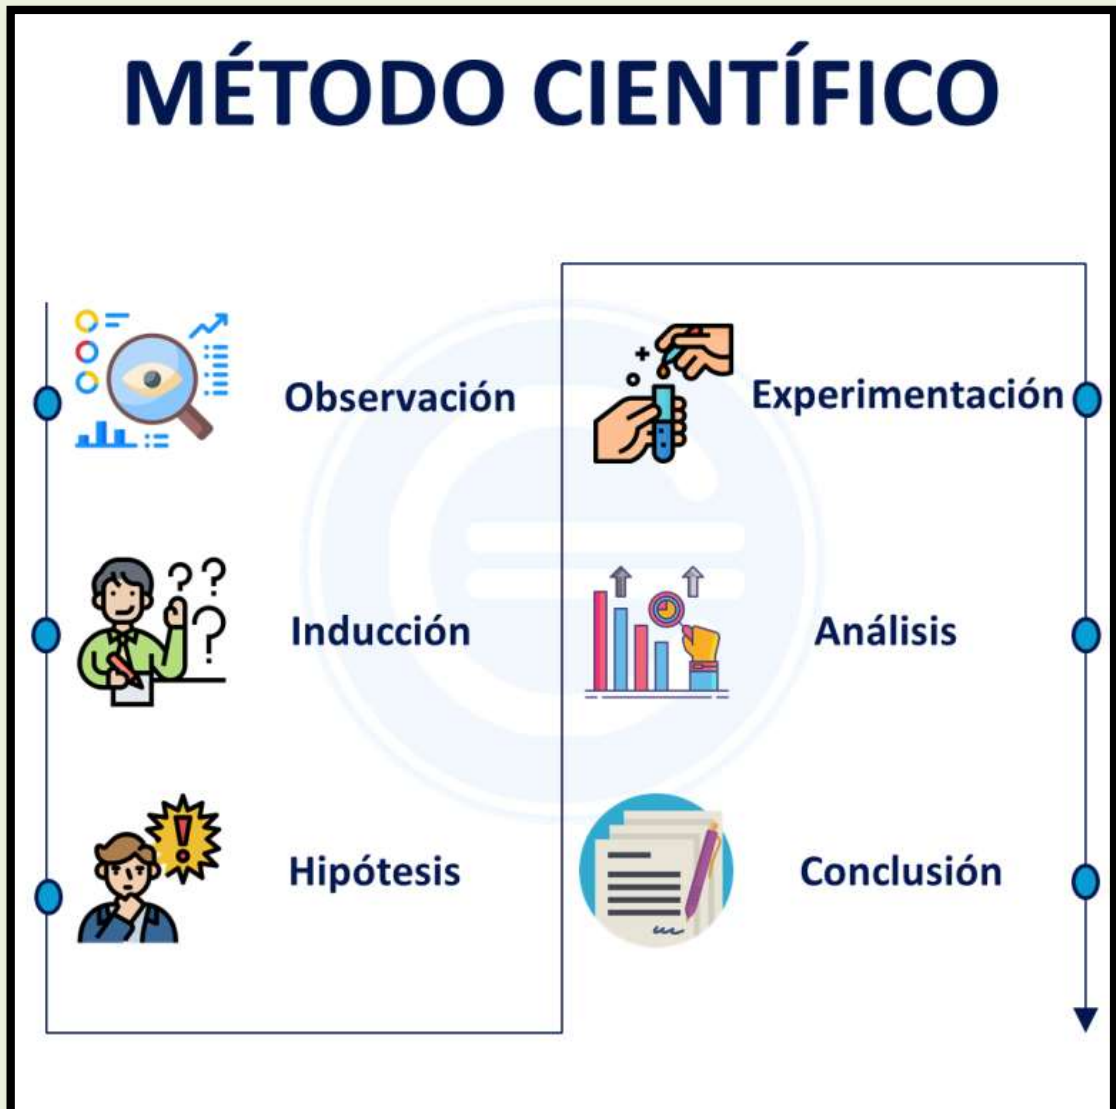 MÉTODO CIENTÍFICO
Observación
Inducción
Hipótesis
Experimentación
Análisis
Conclusión